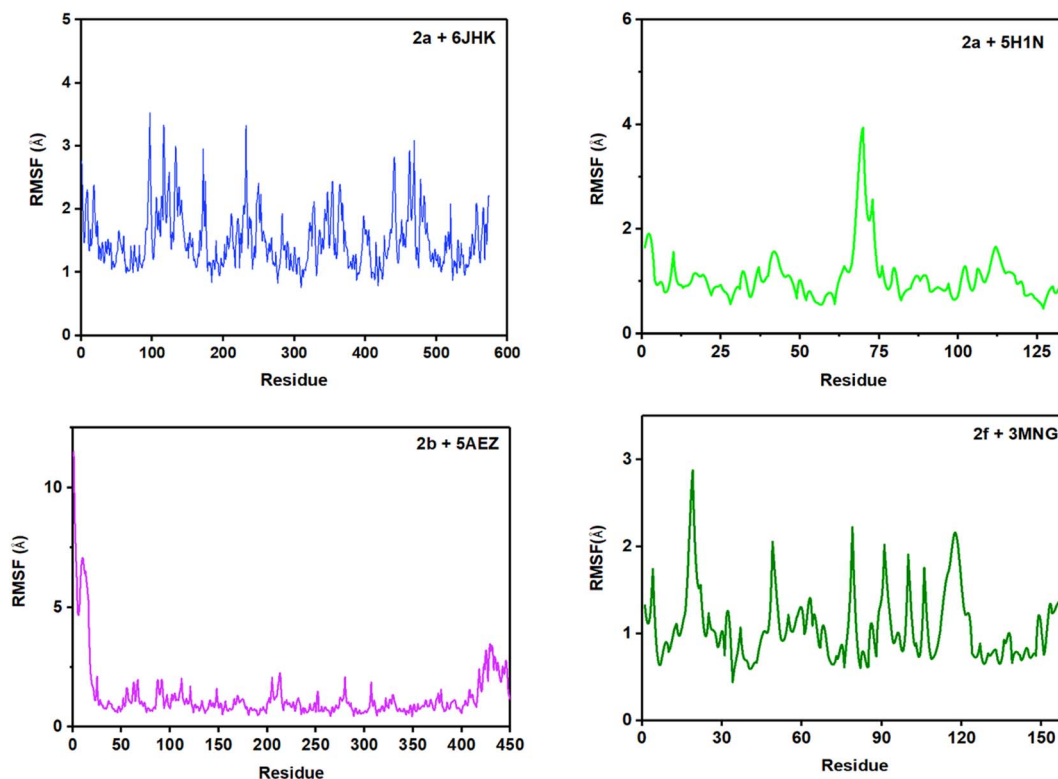 2a + 6JHK
RMSF (Å)
5
4
3
2
1
0
0 100 200 300 400 500 600
Residue
2a + 5H1N
RMSF (Å)
6
4
2
0
0 25 50 75 100 125
Residue
2b + 5AEZ
RMSF (Å)
10
5
0
0 50 100 150 200 250 300 350 400 450
Residue
2f + 3MNG
RMSF(Å)
3
2
1
0
0 30 60 90 120 150
Residue